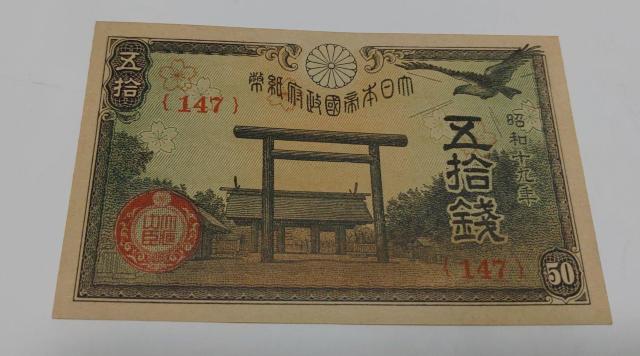 五拾
大日本帝國政府紙幣
{ 147 }
五拾錢
昭和十九年
{ 147 }
50